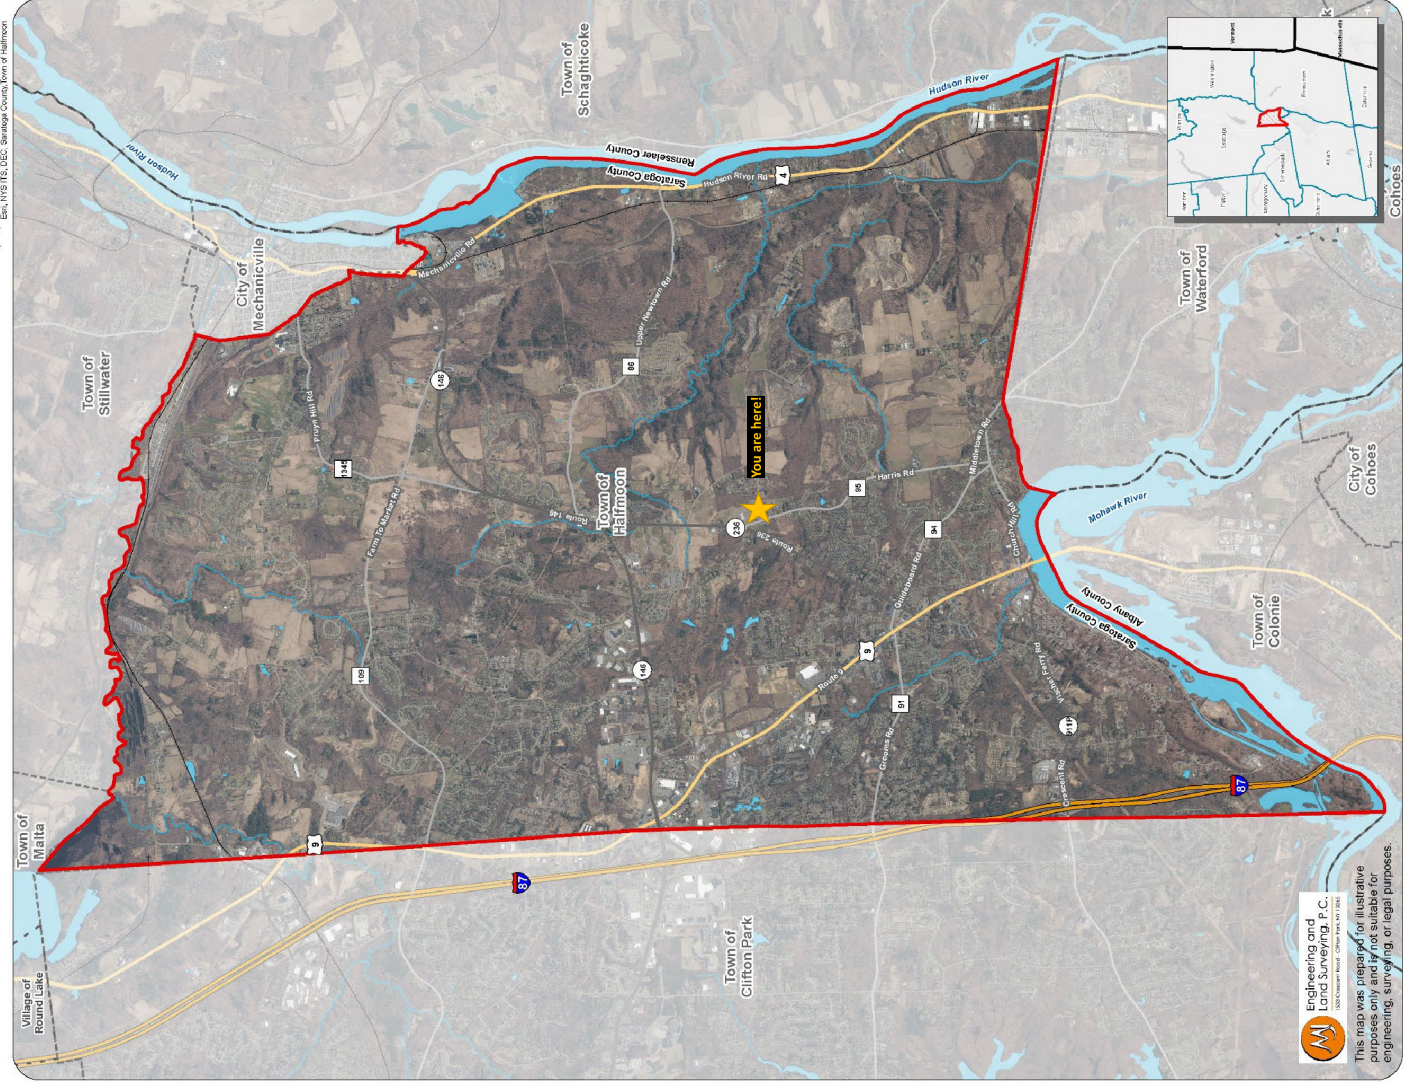 Esri, NYS ITS, DEC, Saratoga County, Town of Halfmoon
Town of
Schaghticoke
Hudson River
Hudson River
Rensselaer County
Saratoga County
Hudson River Rd
4
City of
Mechanicville
Mechanicville Rd
Town of
Stillwater
Pruyn Hill Rd
1345
146
Upper Newtown Rd
86
Farm To Market Rd
Town of
Halfmoon
Route 146
You are here!
236
Route 236
95
Harris Rd
Middletown Rd
94
Guideboard Rd
Church Hill Rd
Town of
Waterford
Cohoes
City of
Cohoes
Mohawk River
Albany County
Saratoga County
Town of
Colonie
109
146
9
Route 9
91
Grooms Rd
Vischer Ferry Rd
911P
Crescent Rd
87
Town of
Malta
9
87
Village of
Round Lake
Town of
Clifton Park
Vermont
Saratoga
Albany
Engineering and
Land Surveying, P.C.
This map was prepared for illustrative
purposes only and is not suitable for
engineering, surveying, or legal purposes.